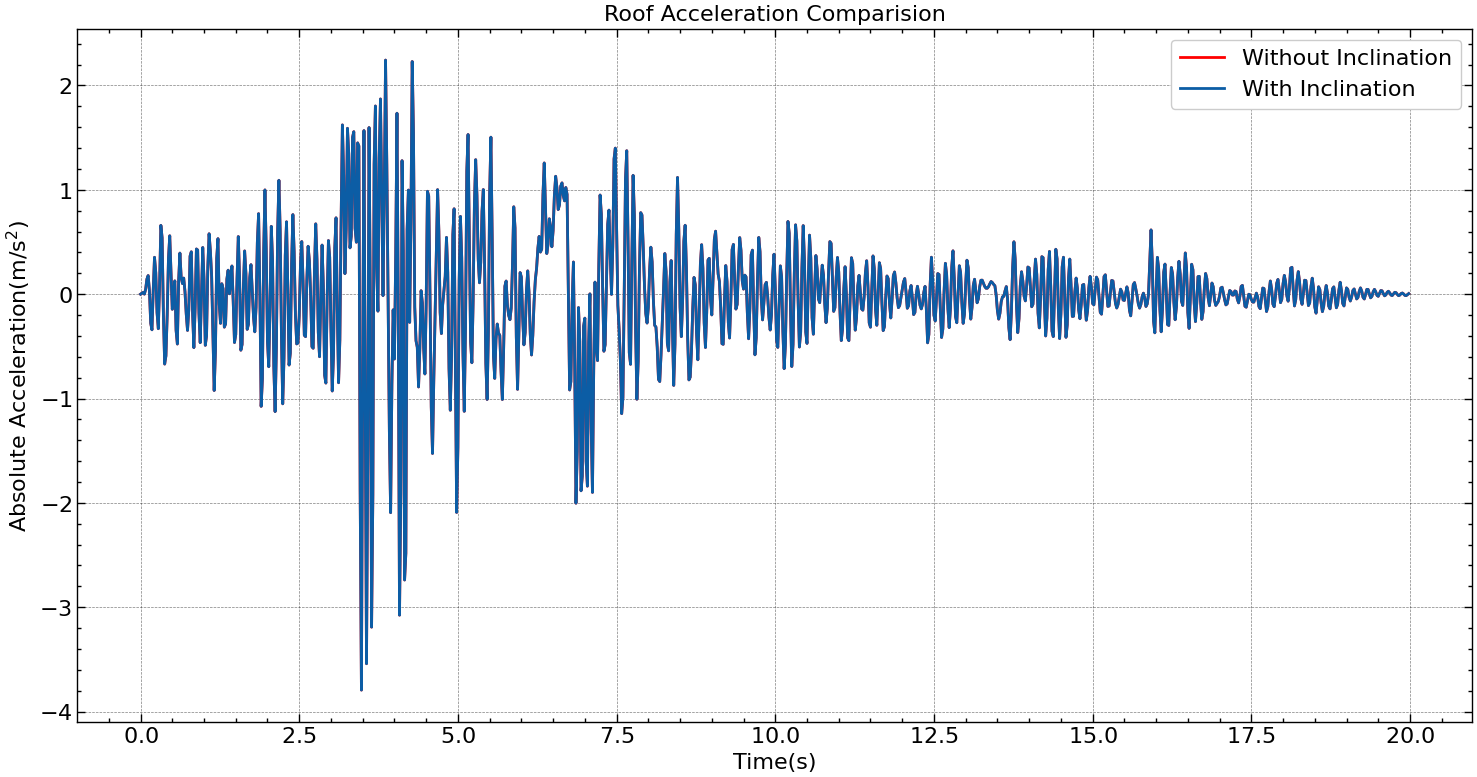 Roof Acceleration Comparision
Without Inclination
With Inclination
Absolute Acceleration(m/s²)
2
1
0
−1
−2
−3
−4
0.0 2.5 5.0 7.5 10.0 12.5 15.0 17.5 20.0
Time(s)